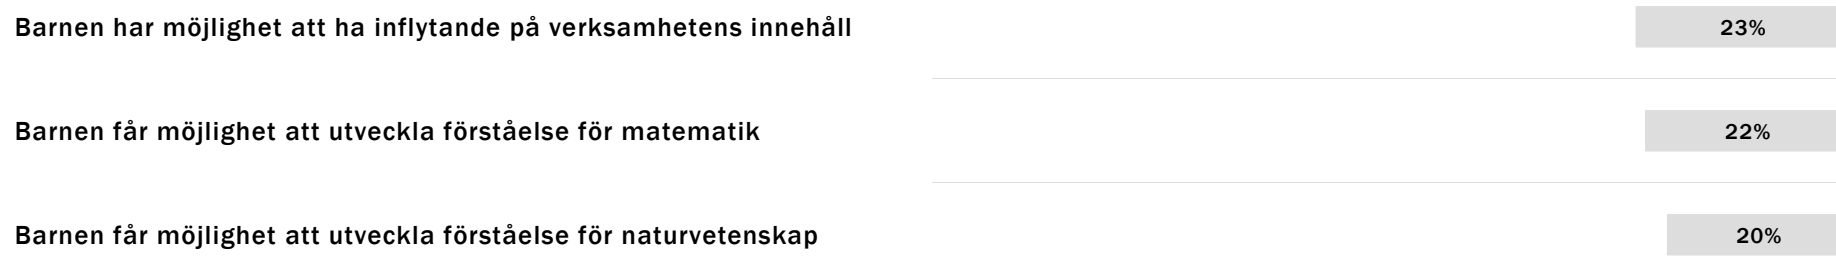 Barnen har möjlighet att ha inflytande på verksamhetens innehåll 23%
Barnen får möjlighet att utveckla förståelse för matematik 22%
Barnen får möjlighet att utveckla förståelse för naturvetenskap 20%